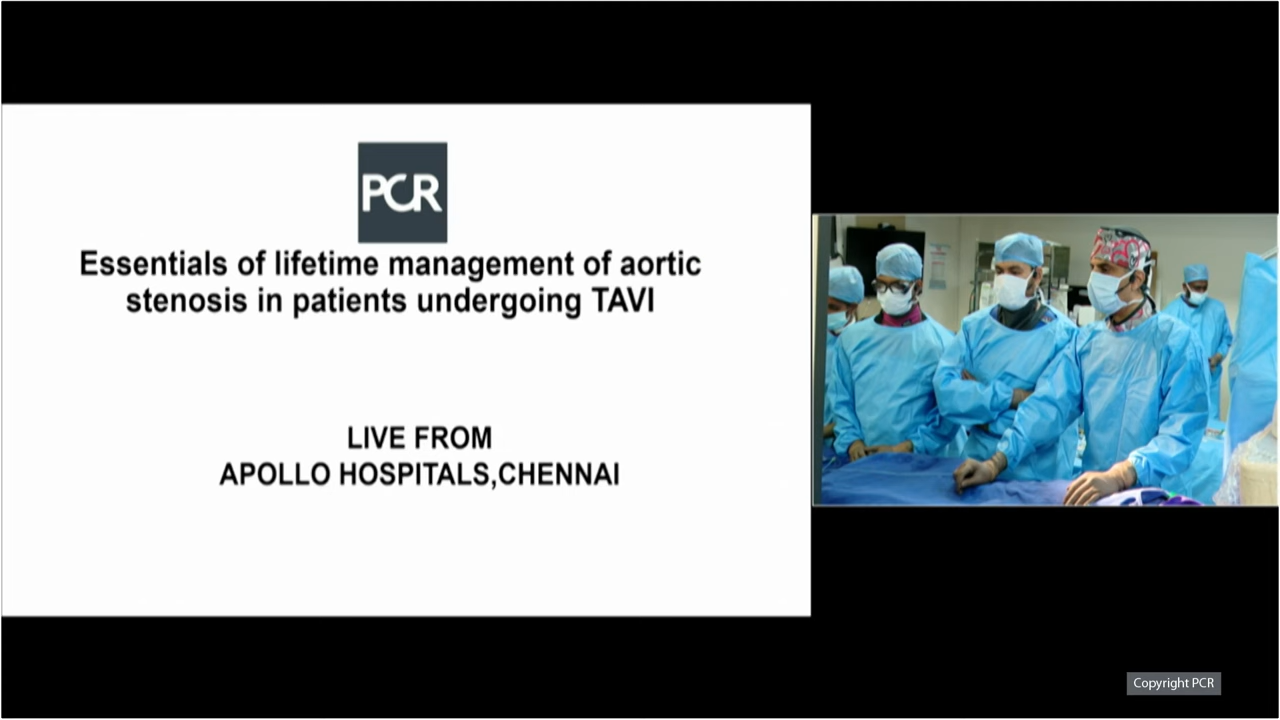 PCR
Essentials of lifetime management of aortic
stenosis in patients undergoing TAVI
LIVE FROM
APOLLO HOSPITALS,CHENNAI
Copyright PCR